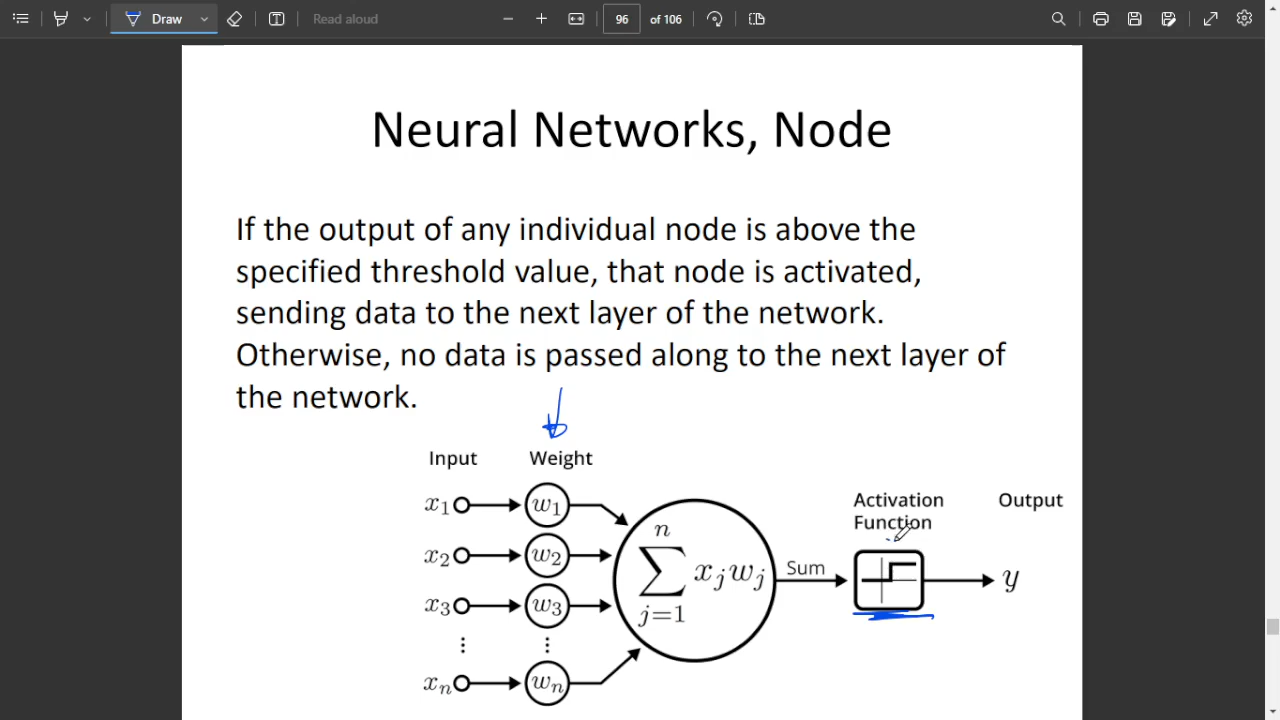 Draw
Read aloud
96 of 106
Neural Networks, Node
If the output of any individual node is above the
specified threshold value, that node is activated,
sending data to the next layer of the network.
Otherwise, no data is passed along to the next layer of
the network.
Input Weight
Activation Output
Function
x₁ w₁
x₂ w₂
x₃ w₃
⋮ ⋮
xₙ wₙ
n
∑ xⱼwⱼ
j=1
Sum
y